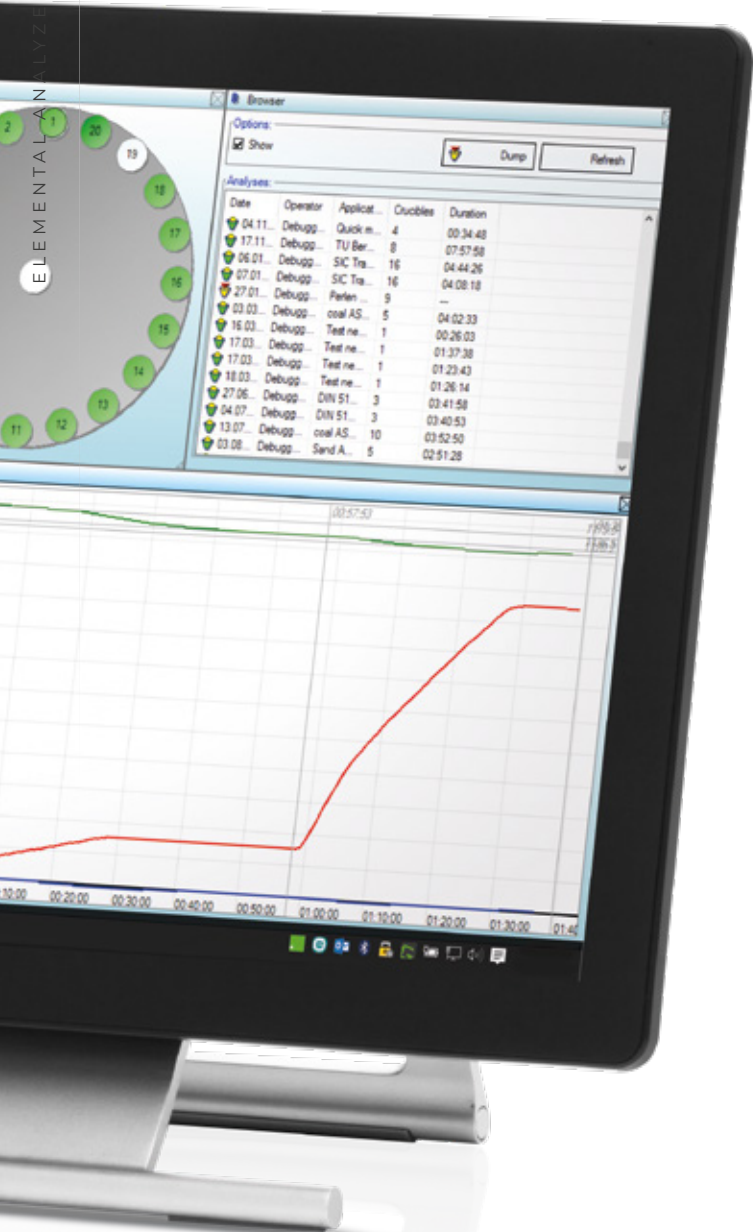 ELEMENTAL ANALYZE
2
1
20
19
18
17
16
15
14
13
12
11
Browser
Options:
Show
Dump
Refresh
Analyses:
Date Operator Applicat... Crucibles Duration
04.11... Debugg... Quick m... 4 00:34:48
17.11... Debugg... TU Ber... 8 07:57:58
06.01... Debugg... SIC Tra... 16 04:44:26
07.01... Debugg... SIC Tra... 16 04:08:18
27.01... Debugg... Perlen ... 9 ---
03.03... Debugg... coal AS... 5 04:02:33
16.03... Debugg... Test ne... 1 00:26:03
17.03... Debugg... Test ne... 1 01:37:38
17.03... Debugg... Test ne... 1 01:23:43
18.03... Debugg... Test ne... 1 01:26:14
27.06... Debugg... DIN 51... 3 03:41:58
04.07... Debugg... DIN 51... 3 03:40:53
13.07... Debugg... coal AS... 10 03:52:50
03.08... Debugg... Sand A... 5 02:51:28
00:57:53
:10:00 00:20:00 00:30:00 00:40:00 00:50:00 01:00:00 01:10:00 01:20:00 01:30:00 01:40